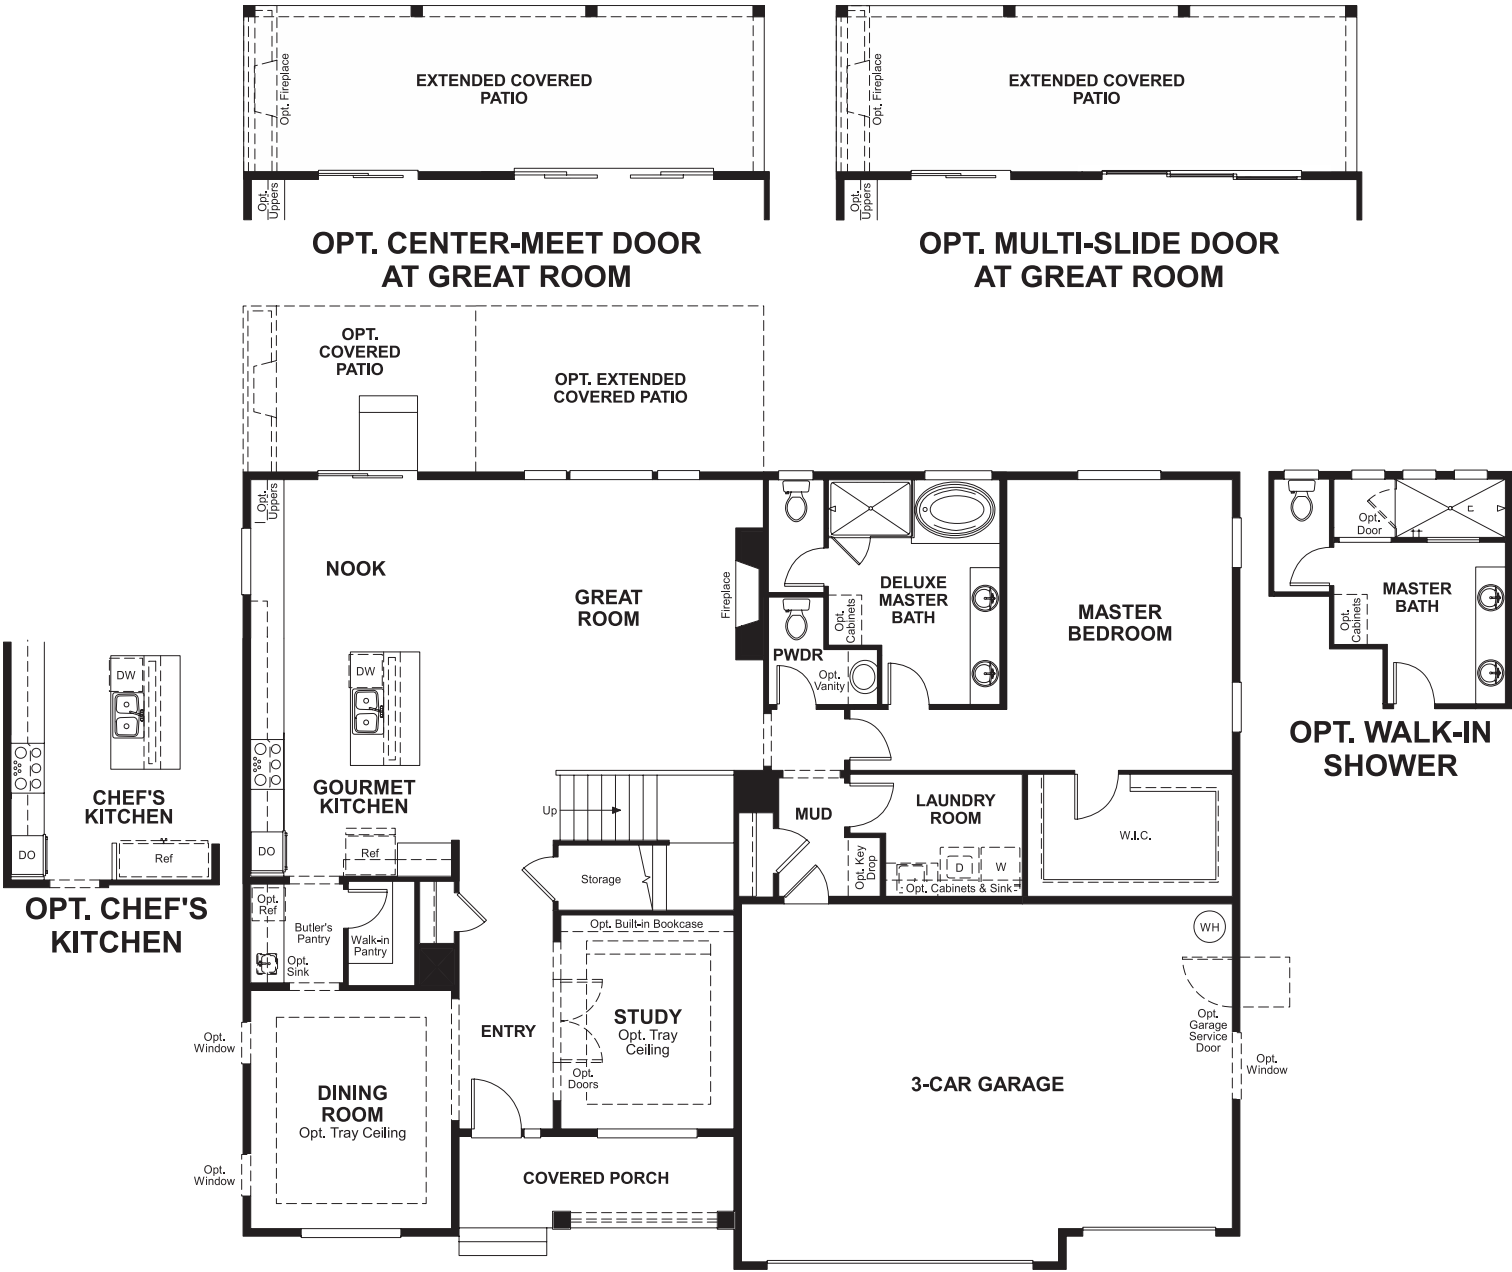 EXTENDED COVERED
PATIO
Opt. Fireplace
Opt.
Uppers
OPT. CENTER-MEET DOOR
AT GREAT ROOM
EXTENDED COVERED
PATIO
Opt. Fireplace
Opt.
Uppers
OPT. MULTI-SLIDE DOOR
AT GREAT ROOM
OPT.
COVERED
PATIO
OPT. EXTENDED
COVERED PATIO
Opt.
Uppers
NOOK
GREAT
ROOM
Fireplace
DELUXE
MASTER
BATH
Opt.
Cabinets
PWDR
Opt.
Vanity
MASTER
BEDROOM
Opt.
Door
MASTER
BATH
Opt.
Cabinets
OPT. WALK-IN
SHOWER
DW
CHEF'S
KITCHEN
DO
Ref
OPT. CHEF'S
KITCHEN
DW
GOURMET
KITCHEN
DO
Ref
Up
Storage
MUD
LAUNDRY
ROOM
Opt. Key
Drop
D
W
Opt. Cabinets & Sink
W.I.C.
Opt.
Ref
Butler's
Pantry
Opt.
Sink
Walk-in
Pantry
Opt. Built-in Bookcase
STUDY
Opt. Tray
Ceiling
Opt.
Doors
ENTRY
WH
Opt.
Garage
Service
Door
Opt.
Window
3-CAR GARAGE
Opt.
Window
DINING
ROOM
Opt. Tray Ceiling
Opt.
Window
COVERED PORCH